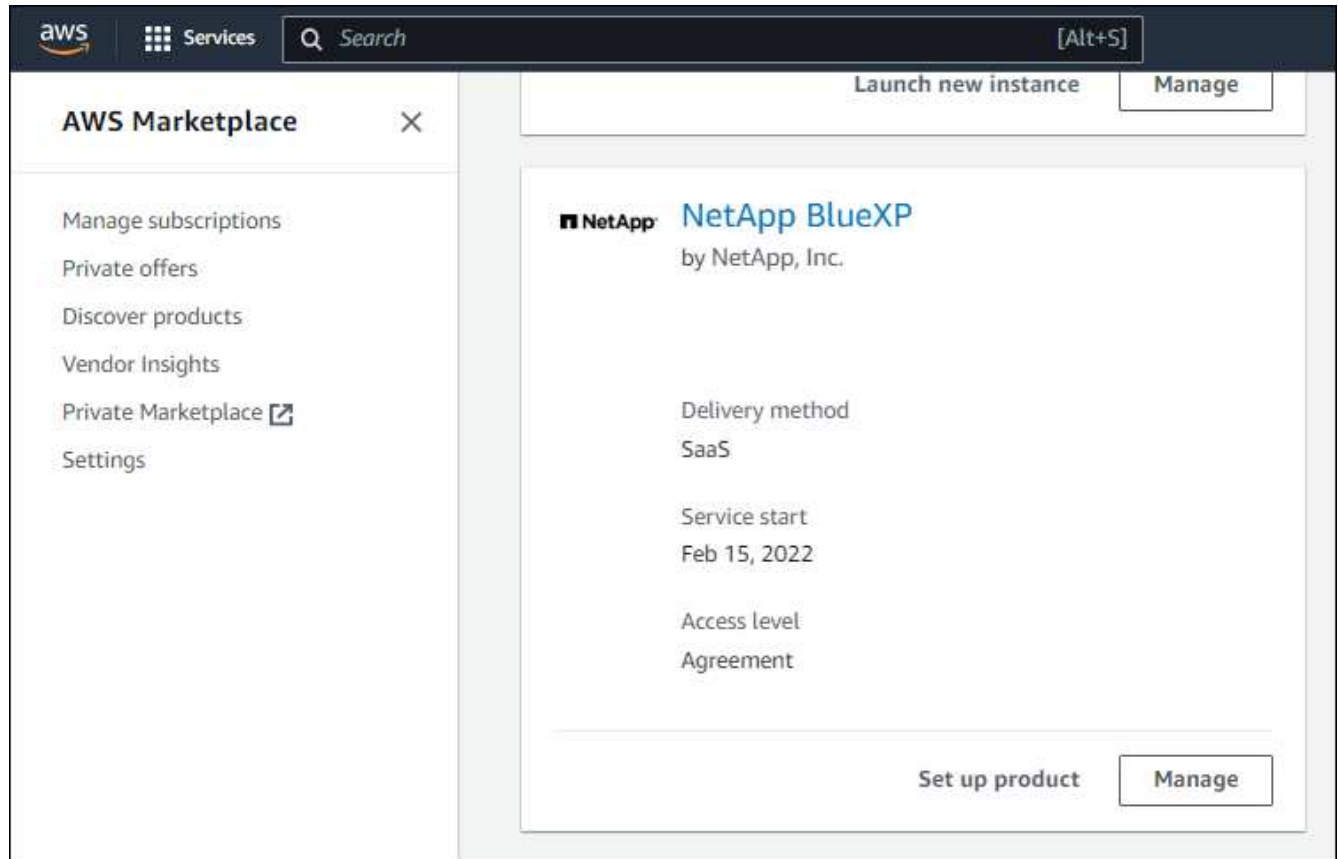 aws
Services
Search
[Alt+S]
AWS Marketplace
Manage subscriptions
Private offers
Discover products
Vendor Insights
Private Marketplace
Settings
Launch new instance
Manage
NetApp
NetApp BlueXP
by NetApp, Inc.
Delivery method
SaaS
Service start
Feb 15, 2022
Access level
Agreement
Set up product
Manage